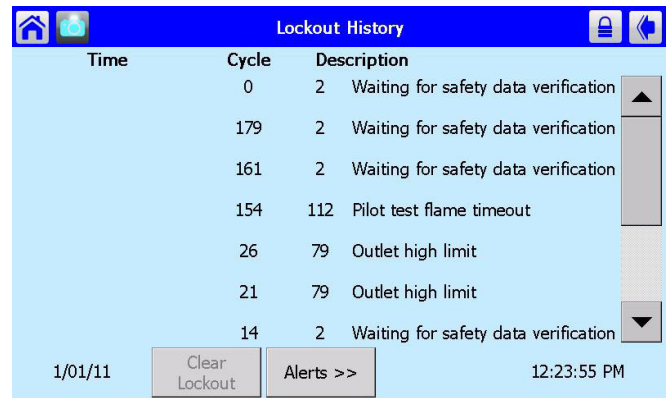 Lockout History
Time Cycle Description
0 2 Waiting for safety data verification
179 2 Waiting for safety data verification
161 2 Waiting for safety data verification
154 112 Pilot test flame timeout
26 79 Outlet high limit
21 79 Outlet high limit
14 2 Waiting for safety data verification
1/01/11 Clear Lockout Alerts >> 12:23:55 PM